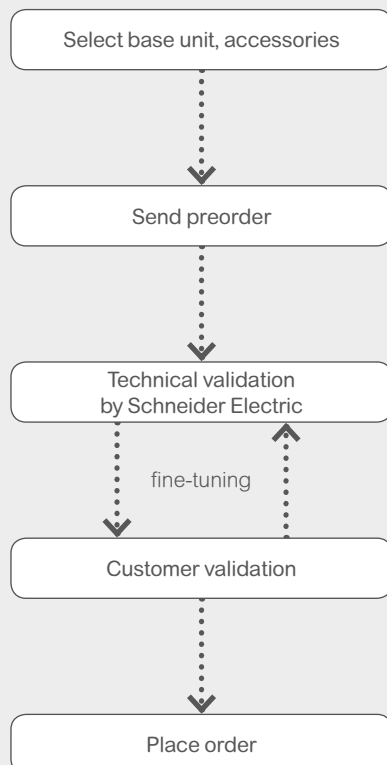 Select base unit, accessories
Send preorder
Technical validation
by Schneider Electric
fine-tuning
Customer validation
Place order